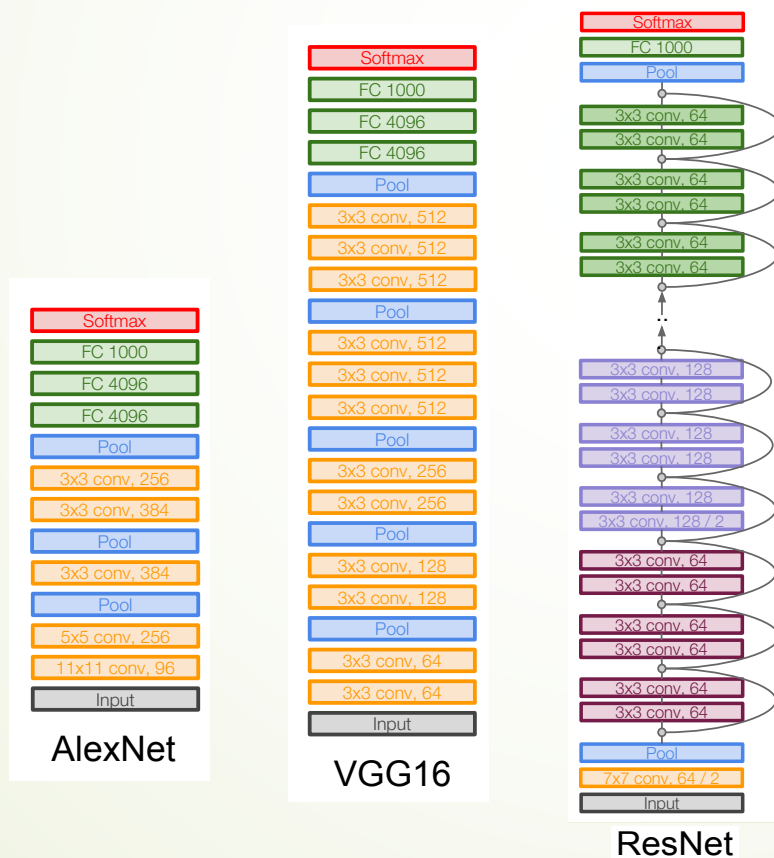 Softmax
FC 1000
FC 4096
FC 4096
Pool
3x3 conv, 256
3x3 conv, 384
Pool
3x3 conv, 384
Pool
5x5 conv, 256
11x11 conv, 96
Input
AlexNet
Softmax
FC 1000
FC 4096
FC 4096
Pool
3x3 conv, 512
3x3 conv, 512
3x3 conv, 512
Pool
3x3 conv, 512
3x3 conv, 512
3x3 conv, 512
Pool
3x3 conv, 256
3x3 conv, 256
Pool
3x3 conv, 128
3x3 conv, 128
Pool
3x3 conv, 64
3x3 conv, 64
Input
VGG16
Softmax
FC 1000
Pool
3x3 conv, 64
3x3 conv, 64
3x3 conv, 64
3x3 conv, 64
3x3 conv, 64
3x3 conv, 64
..
3x3 conv, 128
3x3 conv, 128
3x3 conv, 128
3x3 conv, 128
3x3 conv, 128
3x3 conv, 128 / 2
3x3 conv, 64
3x3 conv, 64
3x3 conv, 64
3x3 conv, 64
3x3 conv, 64
3x3 conv, 64
Pool
7x7 conv, 64 / 2
Input
ResNet